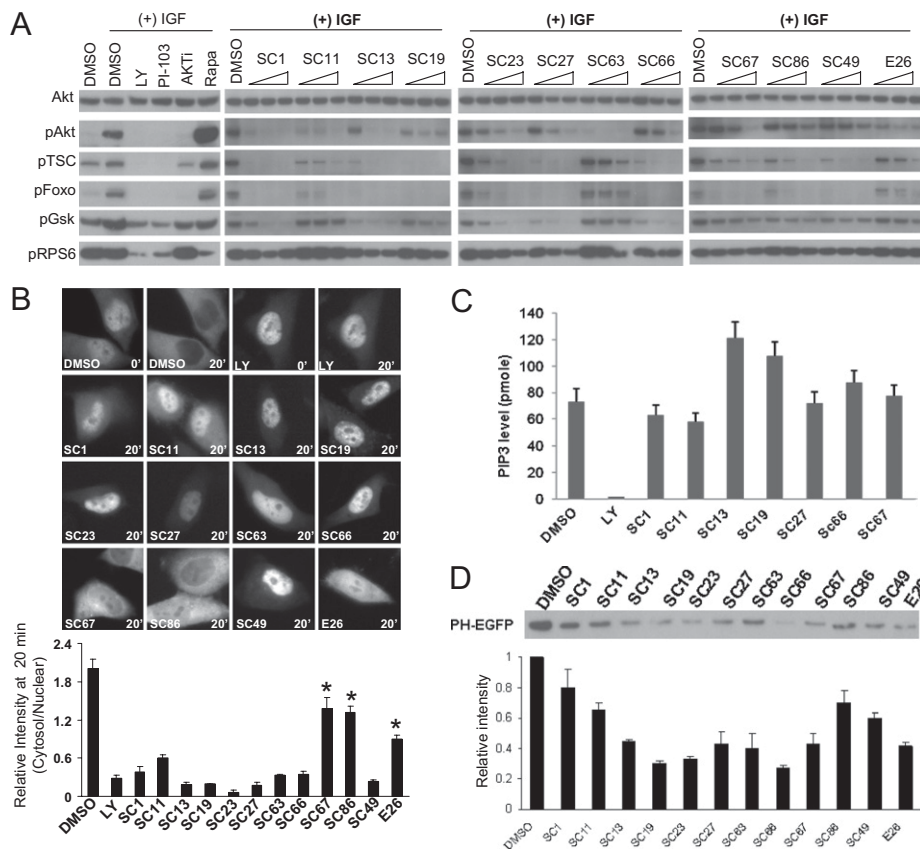 A
(+) IGF
(+) IGF
(+) IGF
(+) IGF
DMSO
DMSO
LY
PI-103
AKTi
Rapa
DMSO
SC1
SC11
SC13
SC19
DMSO
SC23
SC27
SC63
SC66
DMSO
SC67
SC86
SC49
E26
Akt
pAkt
pTSC
pFoxo
pGsk
pRPS6
B
DMSO 0'
DMSO 20'
LY 0'
LY 20'
SC1 20'
SC11 20'
SC13 20'
SC19 20'
SC23 20'
SC27 20'
SC63 20'
SC66 20'
SC67 20'
SC86 20'
SC49 20'
E26 20'
Relative Intensity at 20 min
(Cytosol/Nuclear)
2.4
1.8
1.2
0.6
0
* * *
DMSO
LY
SC1
SC11
SC13
SC19
SC23
SC27
SC63
SC66
SC67
SC86
SC49
E26
C
PIP3 level (pmole)
140
120
100
80
60
40
20
0
DMSO
LY
SC1
SC11
SC13
SC19
SC27
SC66
SC67
D
DMSO
SC1
SC11
SC13
SC19
SC23
SC27
SC63
SC66
SC67
SC86
SC49
PH-EGFP
Relative intensity
1
0.8
0.6
0.4
0.2
0
DMSO
SC1
SC11
SC13
SC19
SC23
SC27
SC63
SC67
SC49
E26